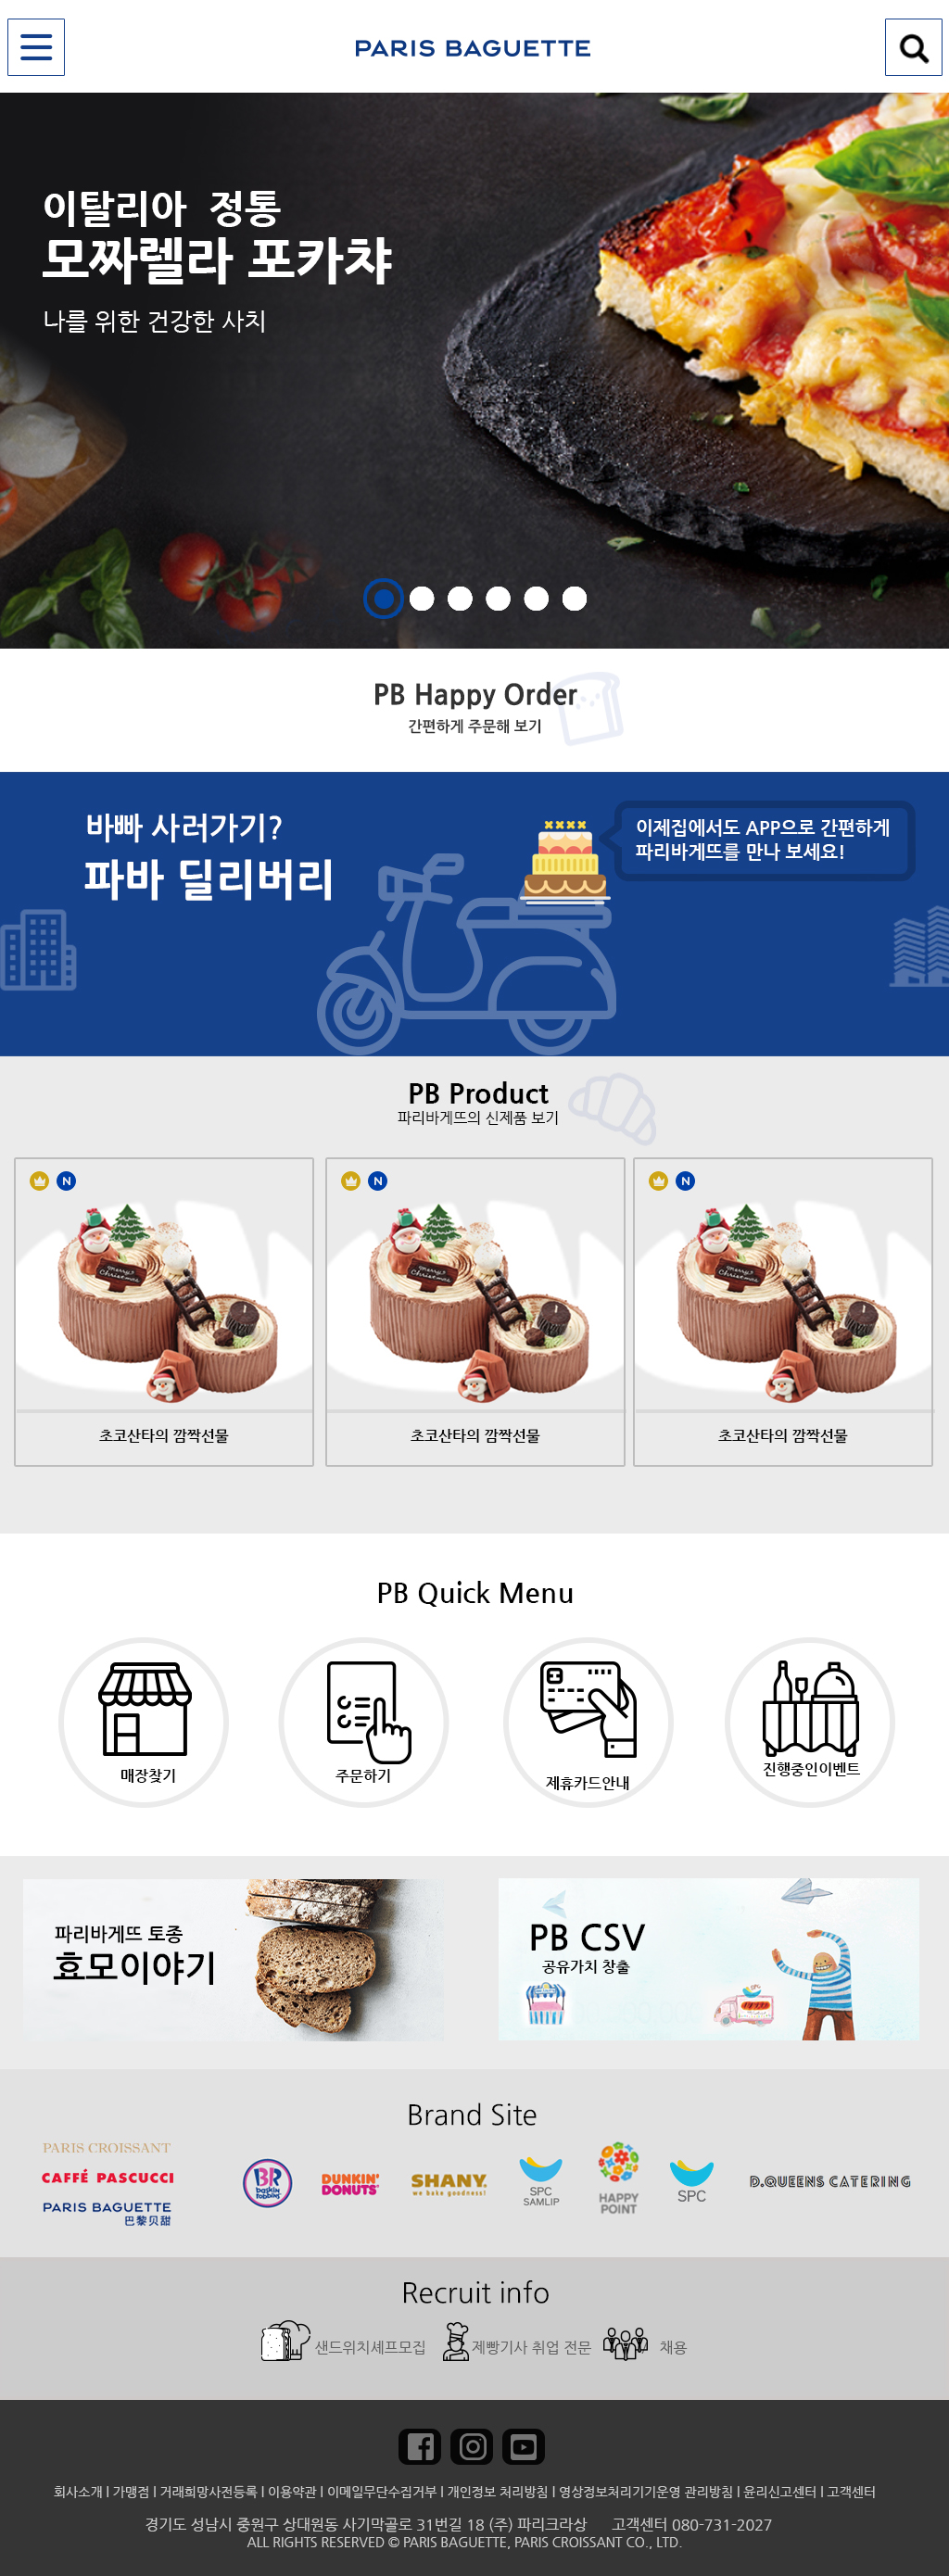 PARIS BAGUETTE
이탈리아 정통
모짜렐라 포카챠
나를 위한 건강한 사치
PB Happy Order
간편하게 주문해 보기
바빠 사러가기?
파바 딜리버리
이제집에서도 APP으로 간편하게
파리바게뜨를 만나 보세요!
PB Product
파리바게뜨의 신제품 보기
N
N
N
Merry Christmas
Merry Christmas
Merry Christmas
초코산타의 깜짝선물
초코산타의 깜짝선물
초코산타의 깜짝선물
PB Quick Menu
매장찾기
주문하기
제휴카드안내
진행중인이벤트
파리바게뜨 토종
효모이야기
PB CSV
공유가치 창출
Brand Site
PARIS CROISSANT
CAFFÉ PASCUCCI
PARIS BAGUETTE
巴黎贝甜
BR
baskin robbins
DUNKIN'
DONUTS
SHANY.
we bake goodness!
SPC
SAMLIP
HAPPY
POINT
SPC
D.QUEENS CATERING
Recruit info
샌드위치셰프모집
제빵기사 취업 전문
채용
회사소개 l 가맹점 l 거래희망사전등록 l 이용약관 l 이메일무단수집거부 l 개인정보 처리방침 l 영상정보처리기기운영 관리방침 l 윤리신고센터 l 고객센터
경기도 성남시 중원구 상대원동 사기막골로 31번길 18 (주) 파리크라상 고객센터 080-731-2027
ALL RIGHTS RESERVED © PARIS BAGUETTE, PARIS CROISSANT CO., LTD.